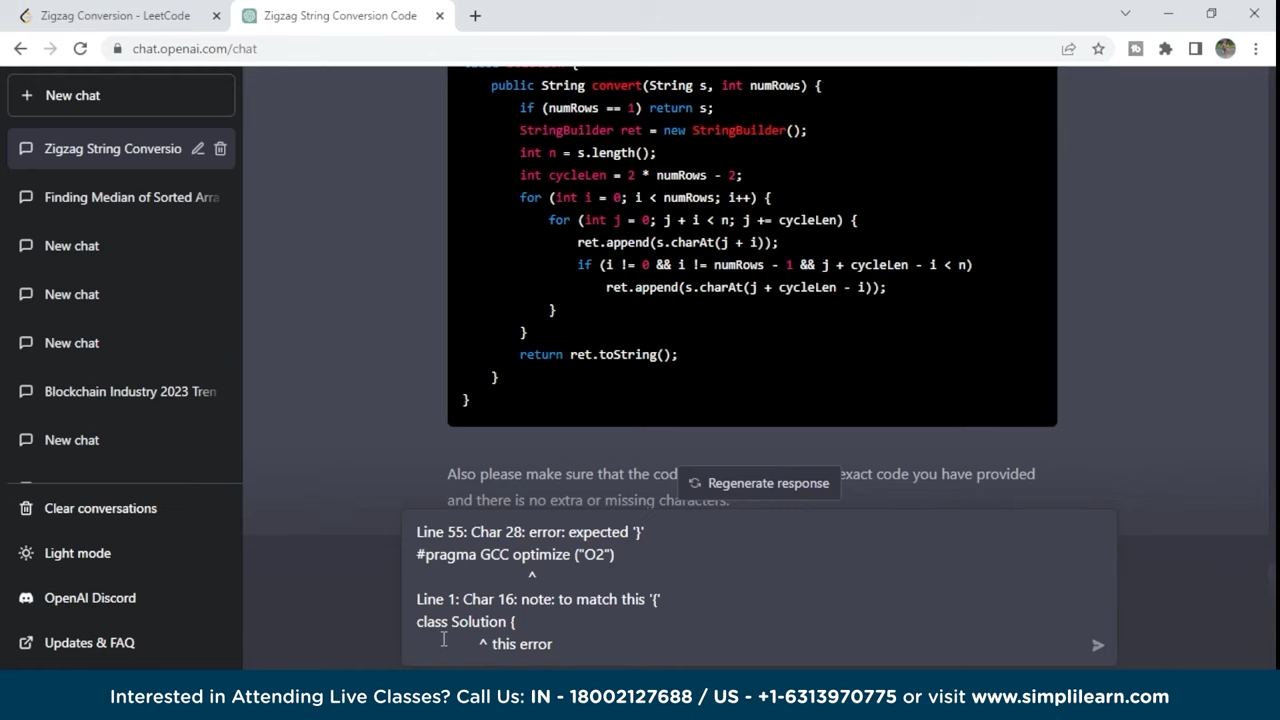 Zigzag Conversion - LeetCode
Zigzag String Conversion Code
chat.openai.com/chat
New chat
Zigzag String Conversio
Finding Median of Sorted Arra
New chat
New chat
New chat
Blockchain Industry 2023 Tren
New chat
Clear conversations
Light mode
OpenAI Discord
Updates & FAQ
public String convert(String s, int numRows) {
if (numRows == 1) return s;
StringBuilder ret = new StringBuilder();
int n = s.length();
int cycleLen = 2 * numRows - 2;
for (int i = 0; i < numRows; i++) {
for (int j = 0; j + i < n; j += cycleLen) {
ret.append(s.charAt(j + i));
if (i != 0 && i != numRows - 1 && j + cycleLen - i < n)
ret.append(s.charAt(j + cycleLen - i));
}
}
return ret.toString();
}
}
Also please make sure that the cod exact code you have provided
and there is no extra or missing characters.
Regenerate response
Line 55: Char 28: error: expected '}'
#pragma GCC optimize ("O2")
^
Line 1: Char 16: note: to match this '{'
class Solution {
^ this error
Interested in Attending Live Classes? Call Us: IN - 18002127688 / US - +1-6313970775 or visit www.simplilearn.com